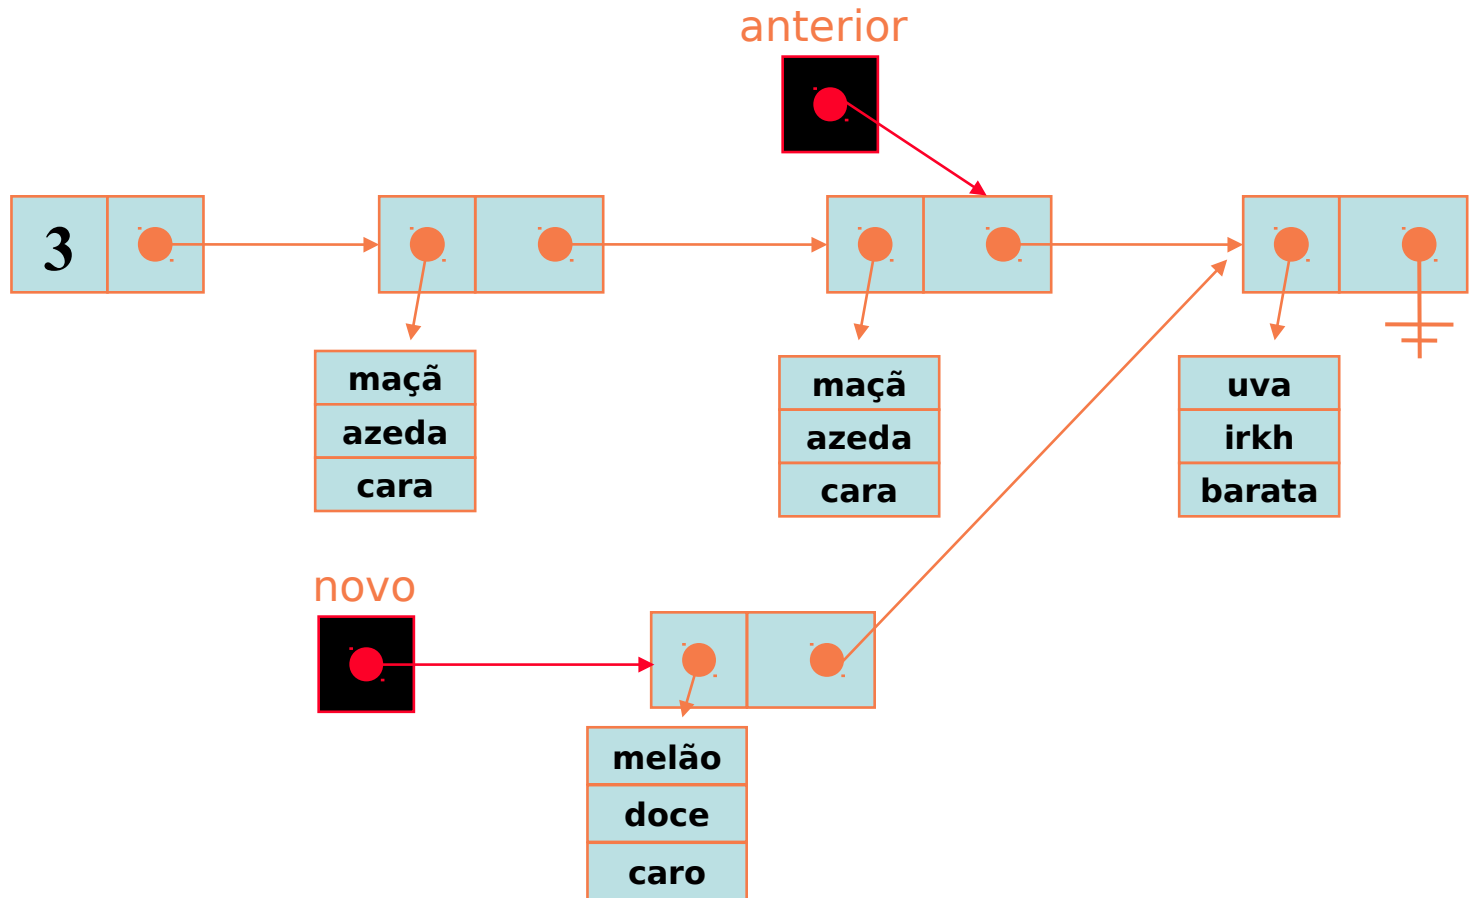 anterior
3
maçã
azeda
cara
maçã
azeda
cara
uva
irkh
barata
novo
melão
doce
caro